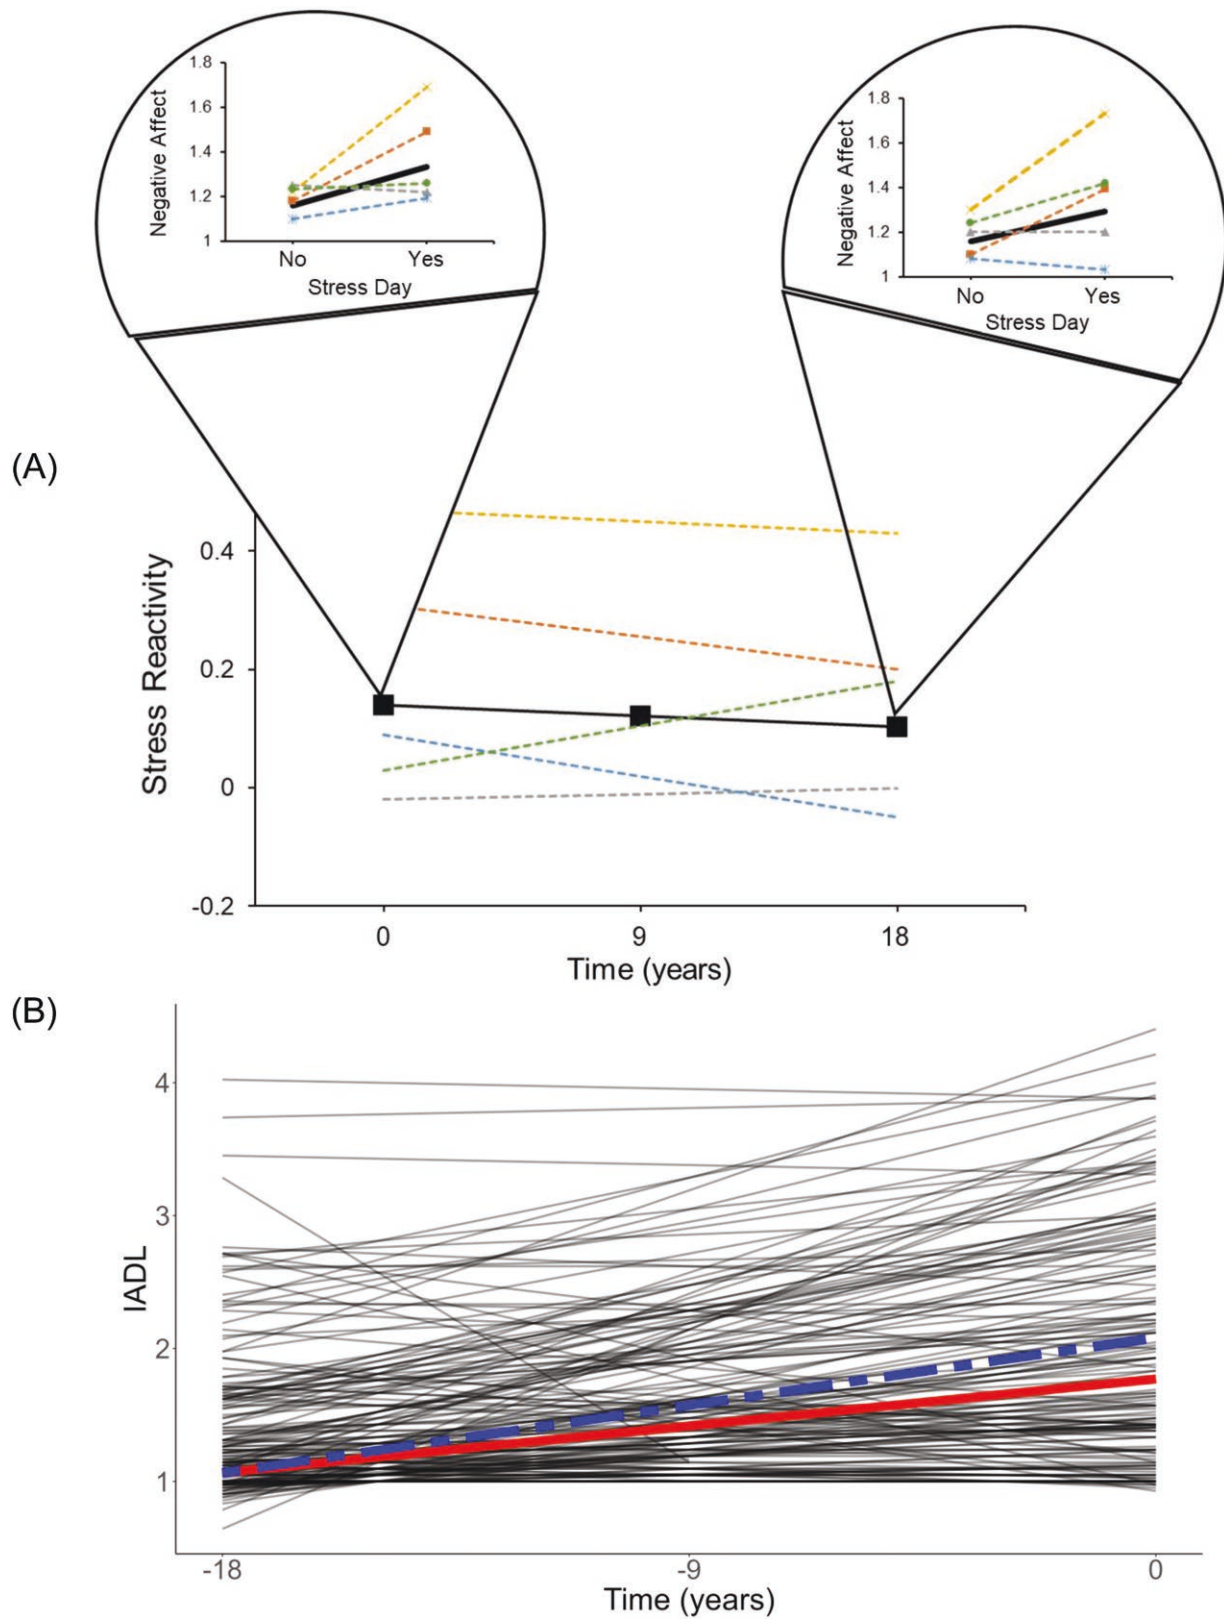 1.8
1.6
1.4
1.2
1
Negative Affect
No Yes
Stress Day
1.8
1.6
1.4
1.2
1
Negative Affect
No Yes
Stress Day
(A)
0.4
0.2
0
-0.2
Stress Reactivity
0 9 18
Time (years)
(B)
4
3
2
1
IADL
-18 -9 0
Time (years)